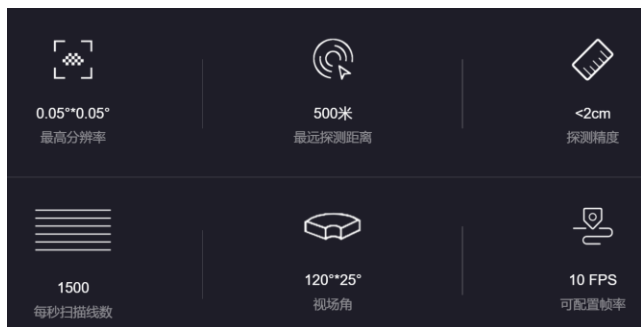 0.05°*0.05°
最高分辨率
500米
最远探测距离
<2cm
探测精度
1500
每秒扫描线数
120°*25°
视场角
10 FPS
可配置帧率